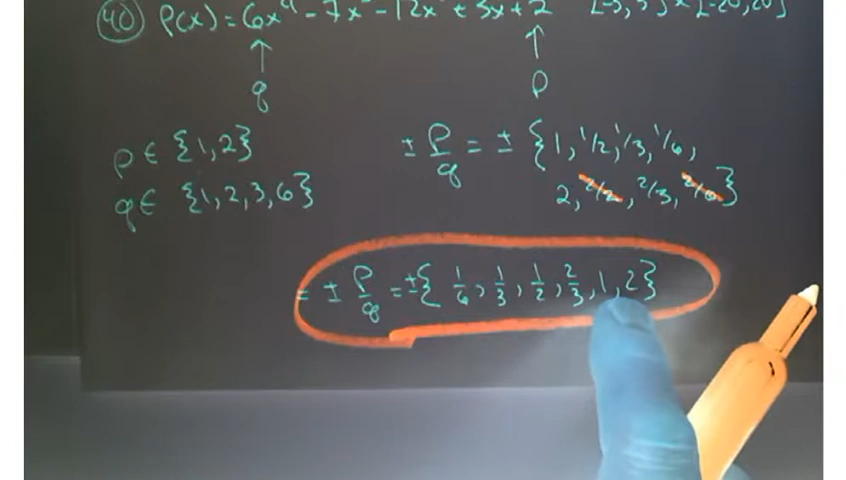 40 P(x) = 6x⁴ - 7x³ - 12x² + 3x + 2 [-3, 3] × [-20, 20]
q p
p ∈ {1, 2} ± p/q = ± {1, 1/2, 1/3, 1/6,
q ∈ {1, 2, 3, 6} 2, 2/2, 2/3, 2/6}
= ± p/q = ± { 1/6, 1/3, 1/2, 2/3, 1, 2 }